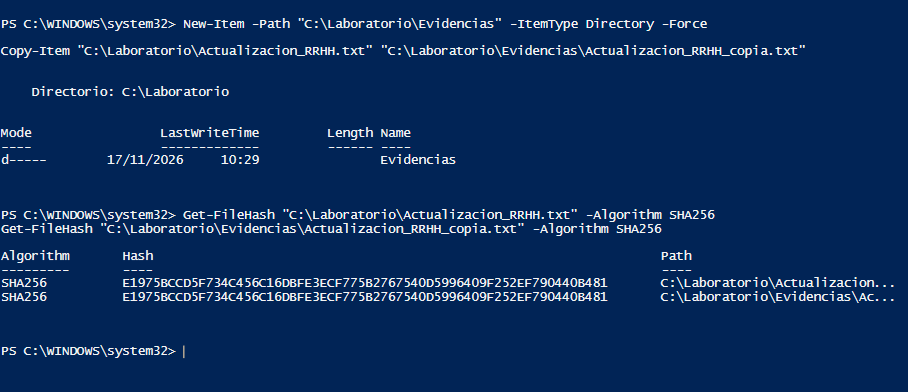 PS C:\WINDOWS\system32> New-Item -Path "C:\Laboratorio\Evidencias" -ItemType Directory -Force
Copy-Item "C:\Laboratorio\Actualizacion_RRHH.txt" "C:\Laboratorio\Evidencias\Actualizacion_RRHH_copia.txt"
Directorio: C:\Laboratorio
Mode LastWriteTime Length Name
---- ------------- ------ ----
d----- 17/11/2026 10:29 Evidencias
PS C:\WINDOWS\system32> Get-FileHash "C:\Laboratorio\Actualizacion_RRHH.txt" -Algorithm SHA256
Get-FileHash "C:\Laboratorio\Evidencias\Actualizacion_RRHH_copia.txt" -Algorithm SHA256
Algorithm Hash Path
--------- ---- ----
SHA256 E1975BCCD5F734C456C16DBFE3ECF775B2767540D5996409F252EF790440B481 C:\Laboratorio\Actualizacion...
SHA256 E1975BCCD5F734C456C16DBFE3ECF775B2767540D5996409F252EF790440B481 C:\Laboratorio\Evidencias\Ac...
PS C:\WINDOWS\system32>